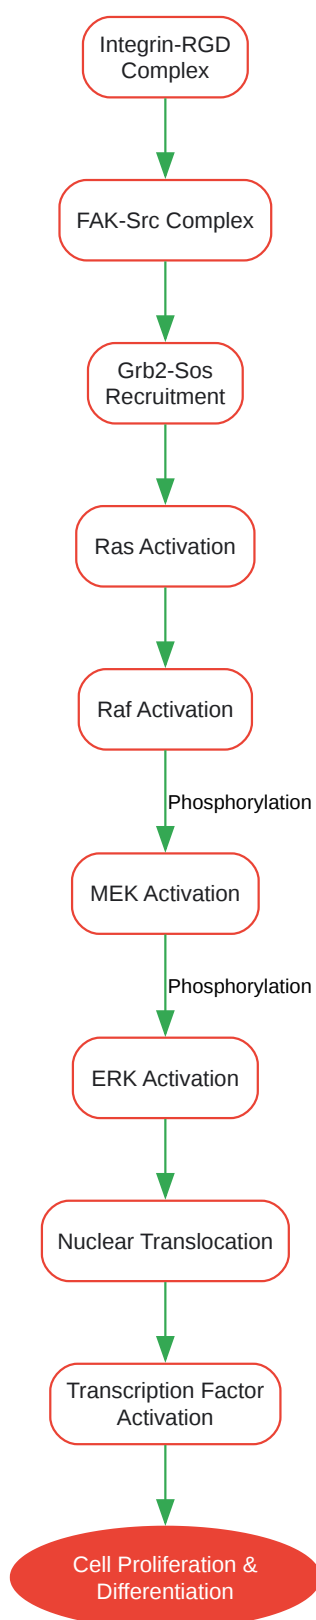 Integrin-RGD
Complex
FAK-Src Complex
Grb2-Sos
Recruitment
Ras Activation
Raf Activation
Phosphorylation
MEK Activation
Phosphorylation
ERK Activation
Nuclear Translocation
Transcription Factor
Activation
Cell Proliferation &
Differentiation